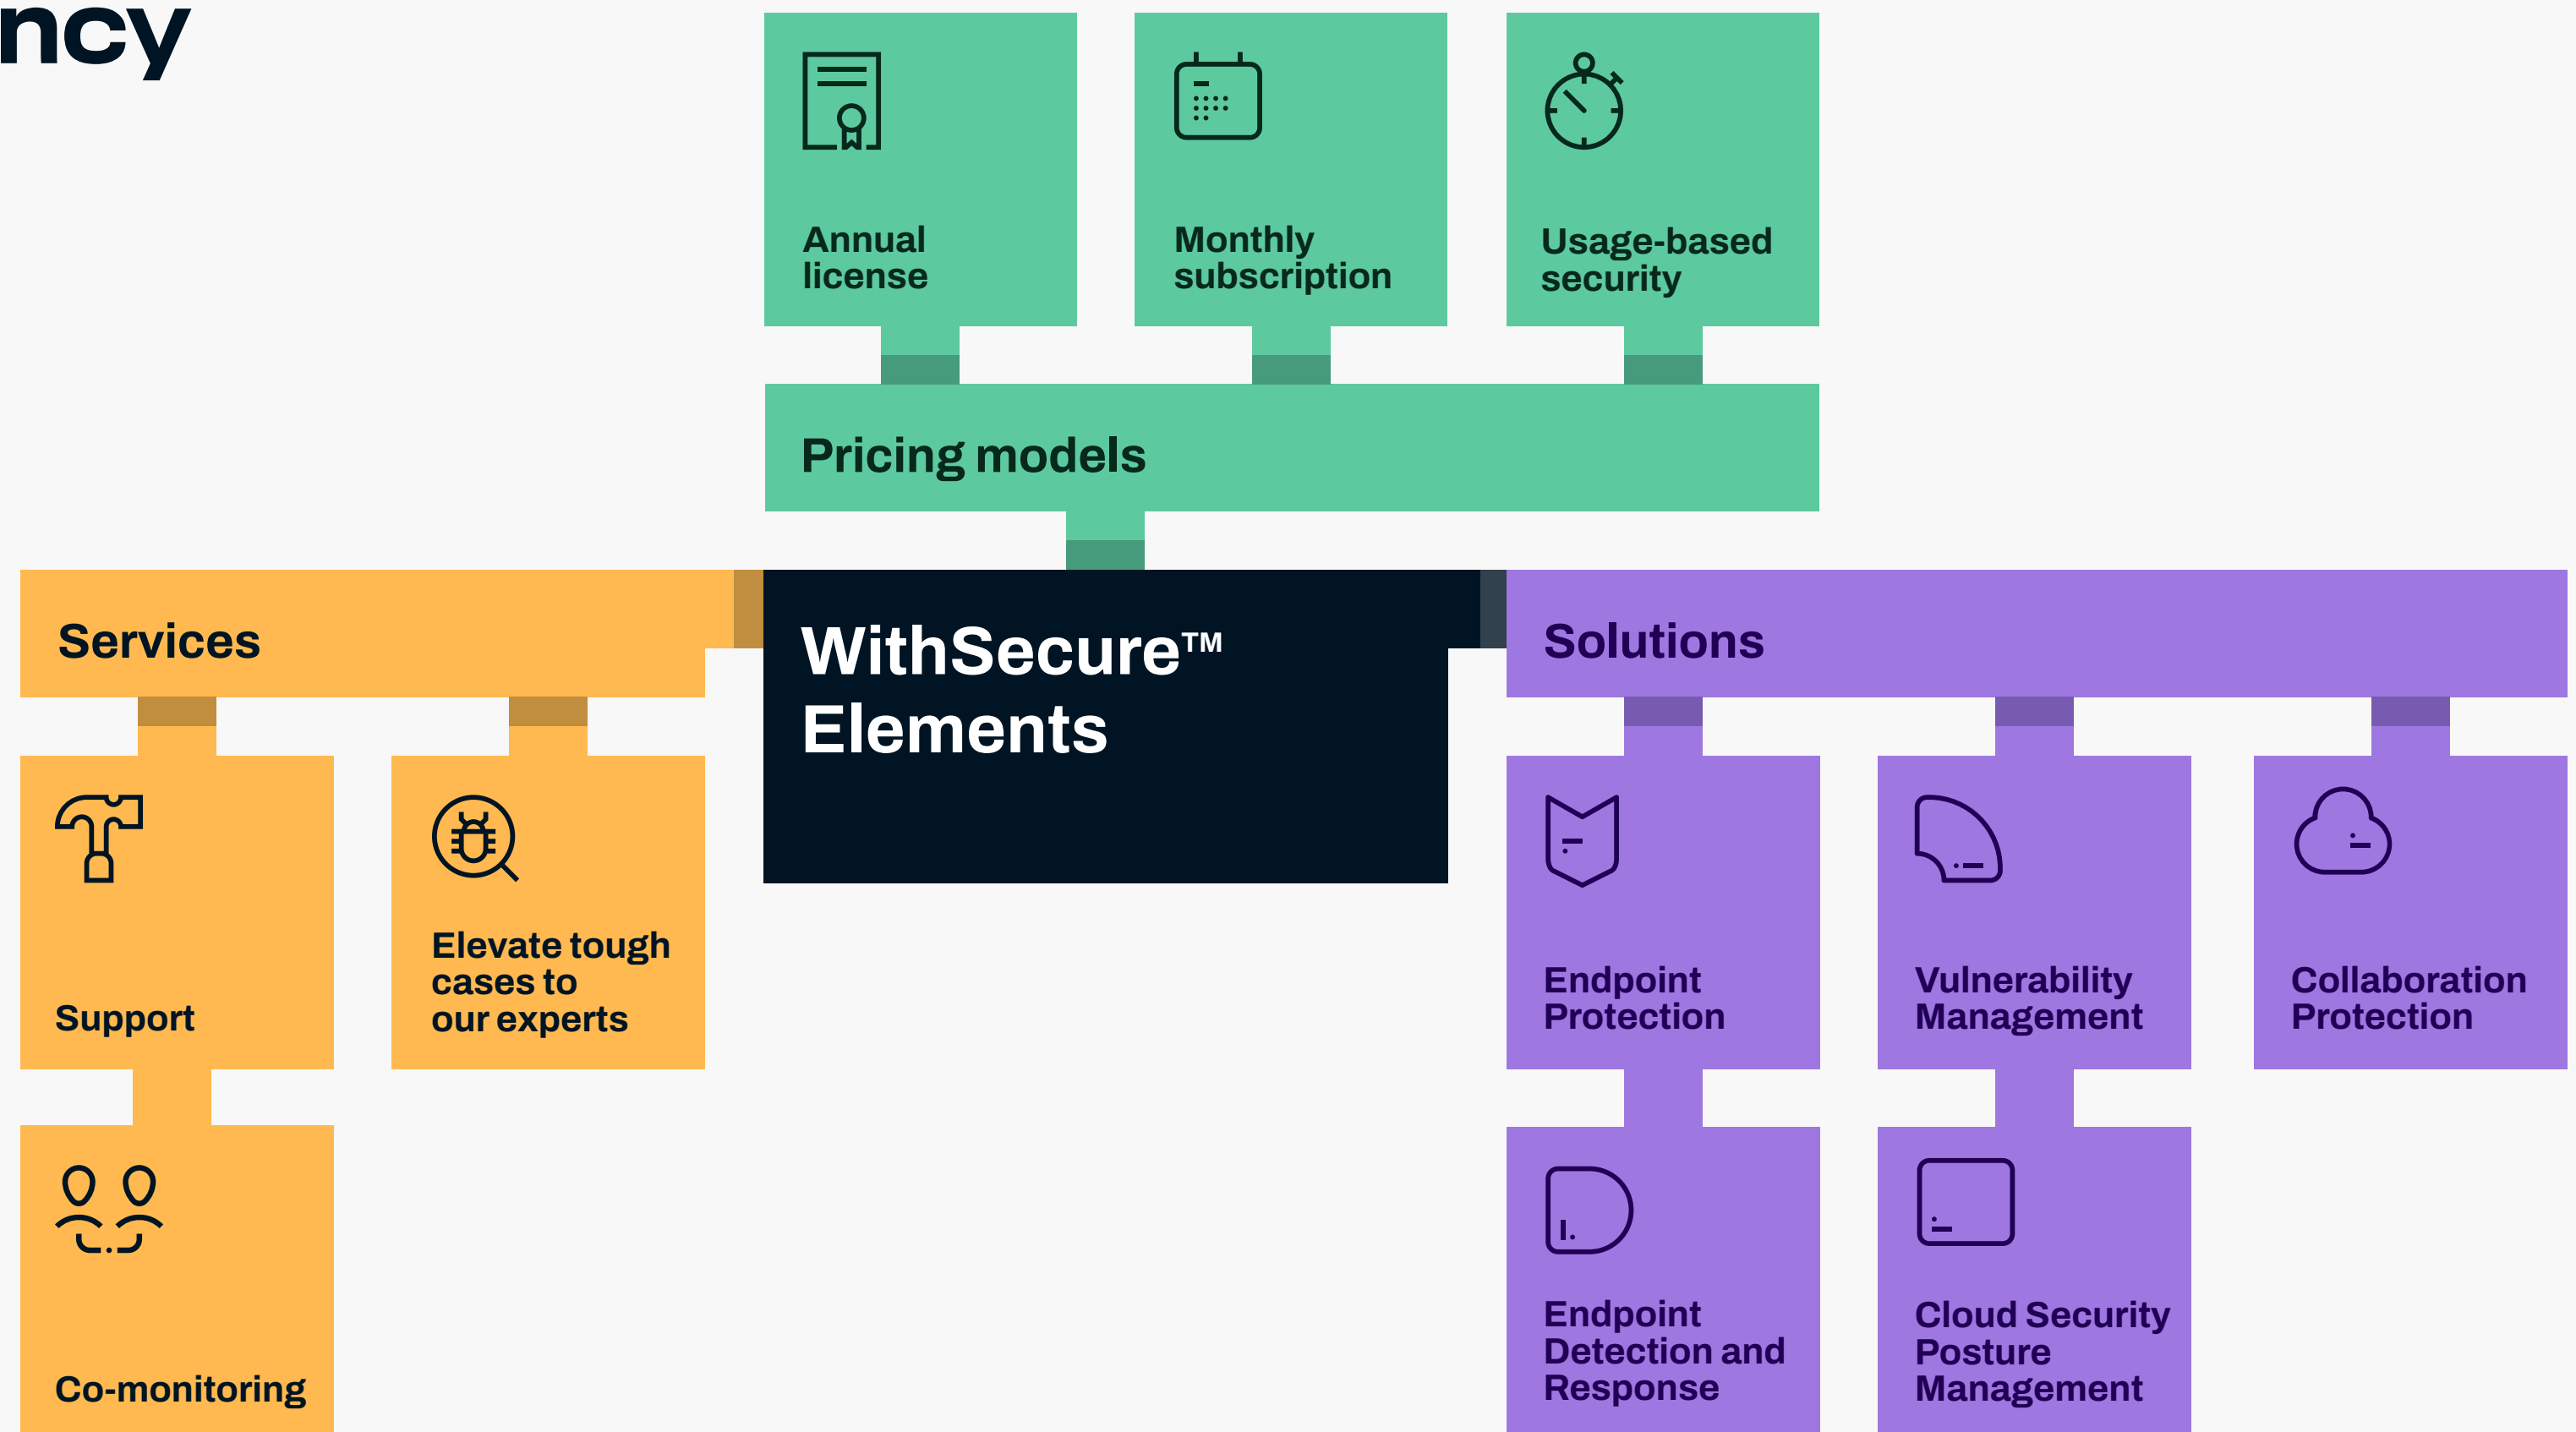 ncy
Annual
license
Monthly
subscription
Usage-based
security
Pricing models
Services
WithSecure™
Elements
Solutions
Support
Elevate tough
cases to
our experts
Endpoint
Protection
Vulnerability
Management
Collaboration
Protection
Co-monitoring
Endpoint
Detection and
Response
Cloud Security
Posture
Management